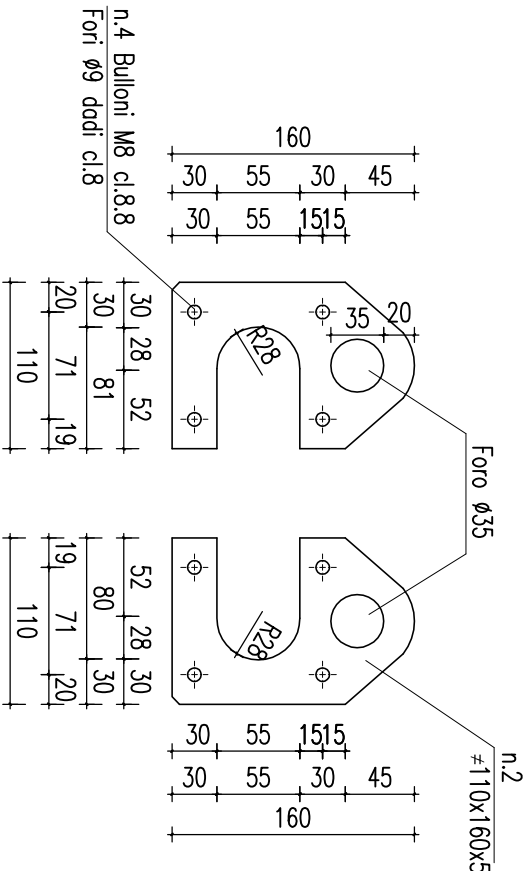 160
30 55 30 45
30 55 15 15
n.4 Bulloni M8 cl.8.8
Fori ø9 dadi cl.8
35 20
R28
30 28 52
30 81
20 71 19
110
Foro ø35
R28
52 28 30
80 30
19 71 20
110
n.2
≠110x160x5
30 55 15 15
30 55 30 45
160